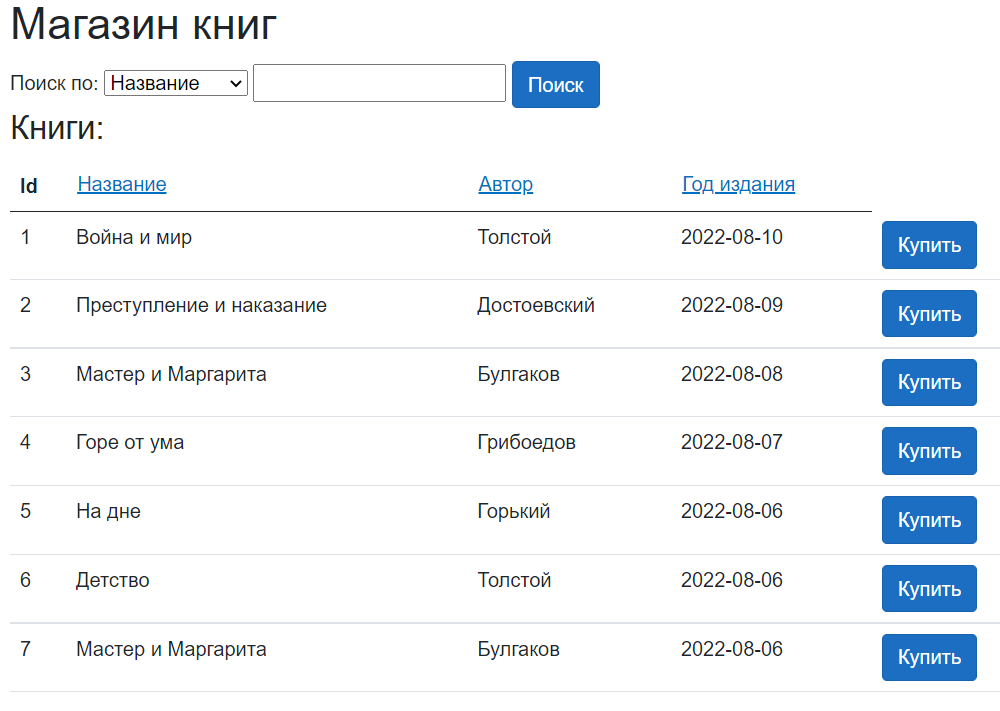 Магазин книг
Поиск по: Название Поиск
Книги:
Id Название Автор Год издания
1 Война и мир Толстой 2022-08-10 Купить
2 Преступление и наказание Достоевский 2022-08-09 Купить
3 Мастер и Маргарита Булгаков 2022-08-08 Купить
4 Горе от ума Грибоедов 2022-08-07 Купить
5 На дне Горький 2022-08-06 Купить
6 Детство Толстой 2022-08-06 Купить
7 Мастер и Маргарита Булгаков 2022-08-06 Купить